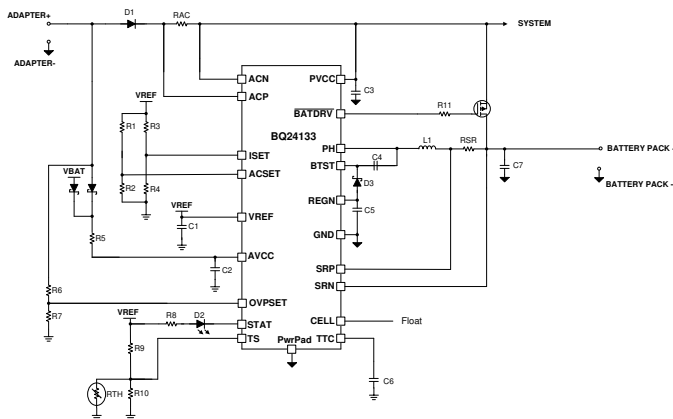 ADAPTER+
D1
RAC
SYSTEM
ADAPTER-
ACN
PVCC
C3
ACP
VREF
BATDRV
R11
R1
R3
BQ24133
PH
L1
RSR
BATTERY PACK
ISET
BTST
C4
C7
ACSET
VBAT
R2
R4
D3
BATTERY PACK -
REGN
VREF
VREF
C5
C1
R5
GND
AVCC
C2
SRP
R6
SRN
OVPSET
R7
VREF
R8
D2
STAT
CELL
Float
TS
PwrPad
TTC
R9
C6
RTH
R10